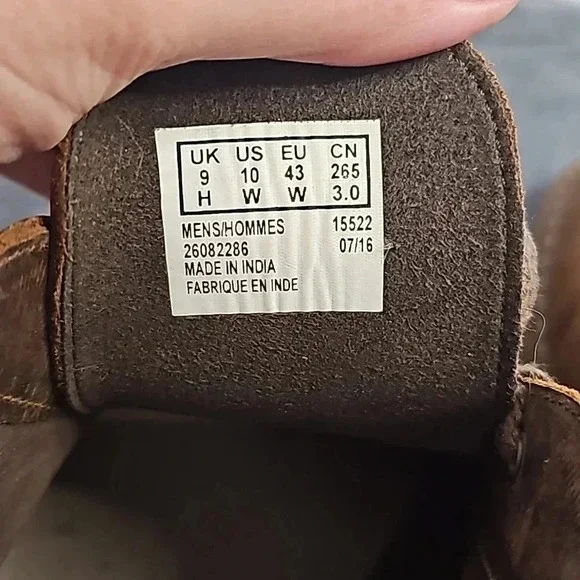 UK US EU CN
9 10 43 265
H W W 3.0
MENS/HOMMES 15522
26082286 07/16
MADE IN INDIA
FABRIQUE EN INDE